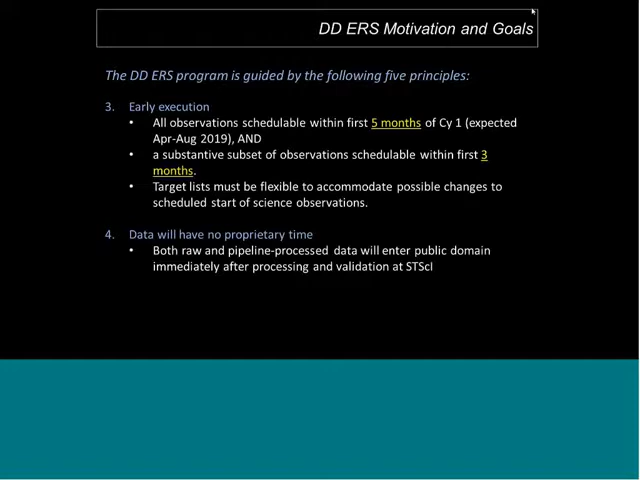 DD ERS Motivation and Goals
The DD ERS program is guided by the following five principles:
3. Early execution
• All observations schedulable within first 5 months of Cy 1 (expected
Apr-Aug 2019), AND
• a substantive subset of observations schedulable within first 3
months.
• Target lists must be flexible to accommodate possible changes to
scheduled start of science observations.
4. Data will have no proprietary time
• Both raw and pipeline-processed data will enter public domain
immediately after processing and validation at STScI